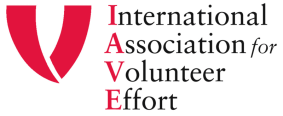 International
Association for
Volunteer
Effort